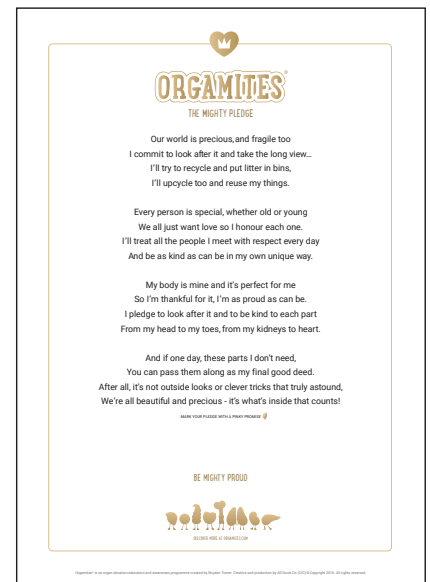 ORGAMITES®
THE MIGHTY PLEDGE
Our world is precious, and fragile too
I commit to look after it and take the long view...
I'll try to recycle and put litter in bins,
I'll upcycle too and reuse my things.
Every person is special, whether old or young
We all just want love so I honour each one.
I'll treat all the people I meet with respect every day
And be as kind as can be in my own unique way.
My body is mine and it's perfect for me
So I'm thankful for it, I'm as proud as can be.
I pledge to look after it and to be kind to each part
From my head to my toes, from my kidneys to heart.
And if one day, these parts I don't need,
You can pass them along as my final good deed.
After all, it's not outside looks or clever tricks that truly astound,
We're all beautiful and precious - it's what's inside that counts!
MARK YOUR PLEDGE WITH A PINKY PROMISE
BE MIGHTY PROUD
DISCOVER MORE AT ORGAMITES.COM